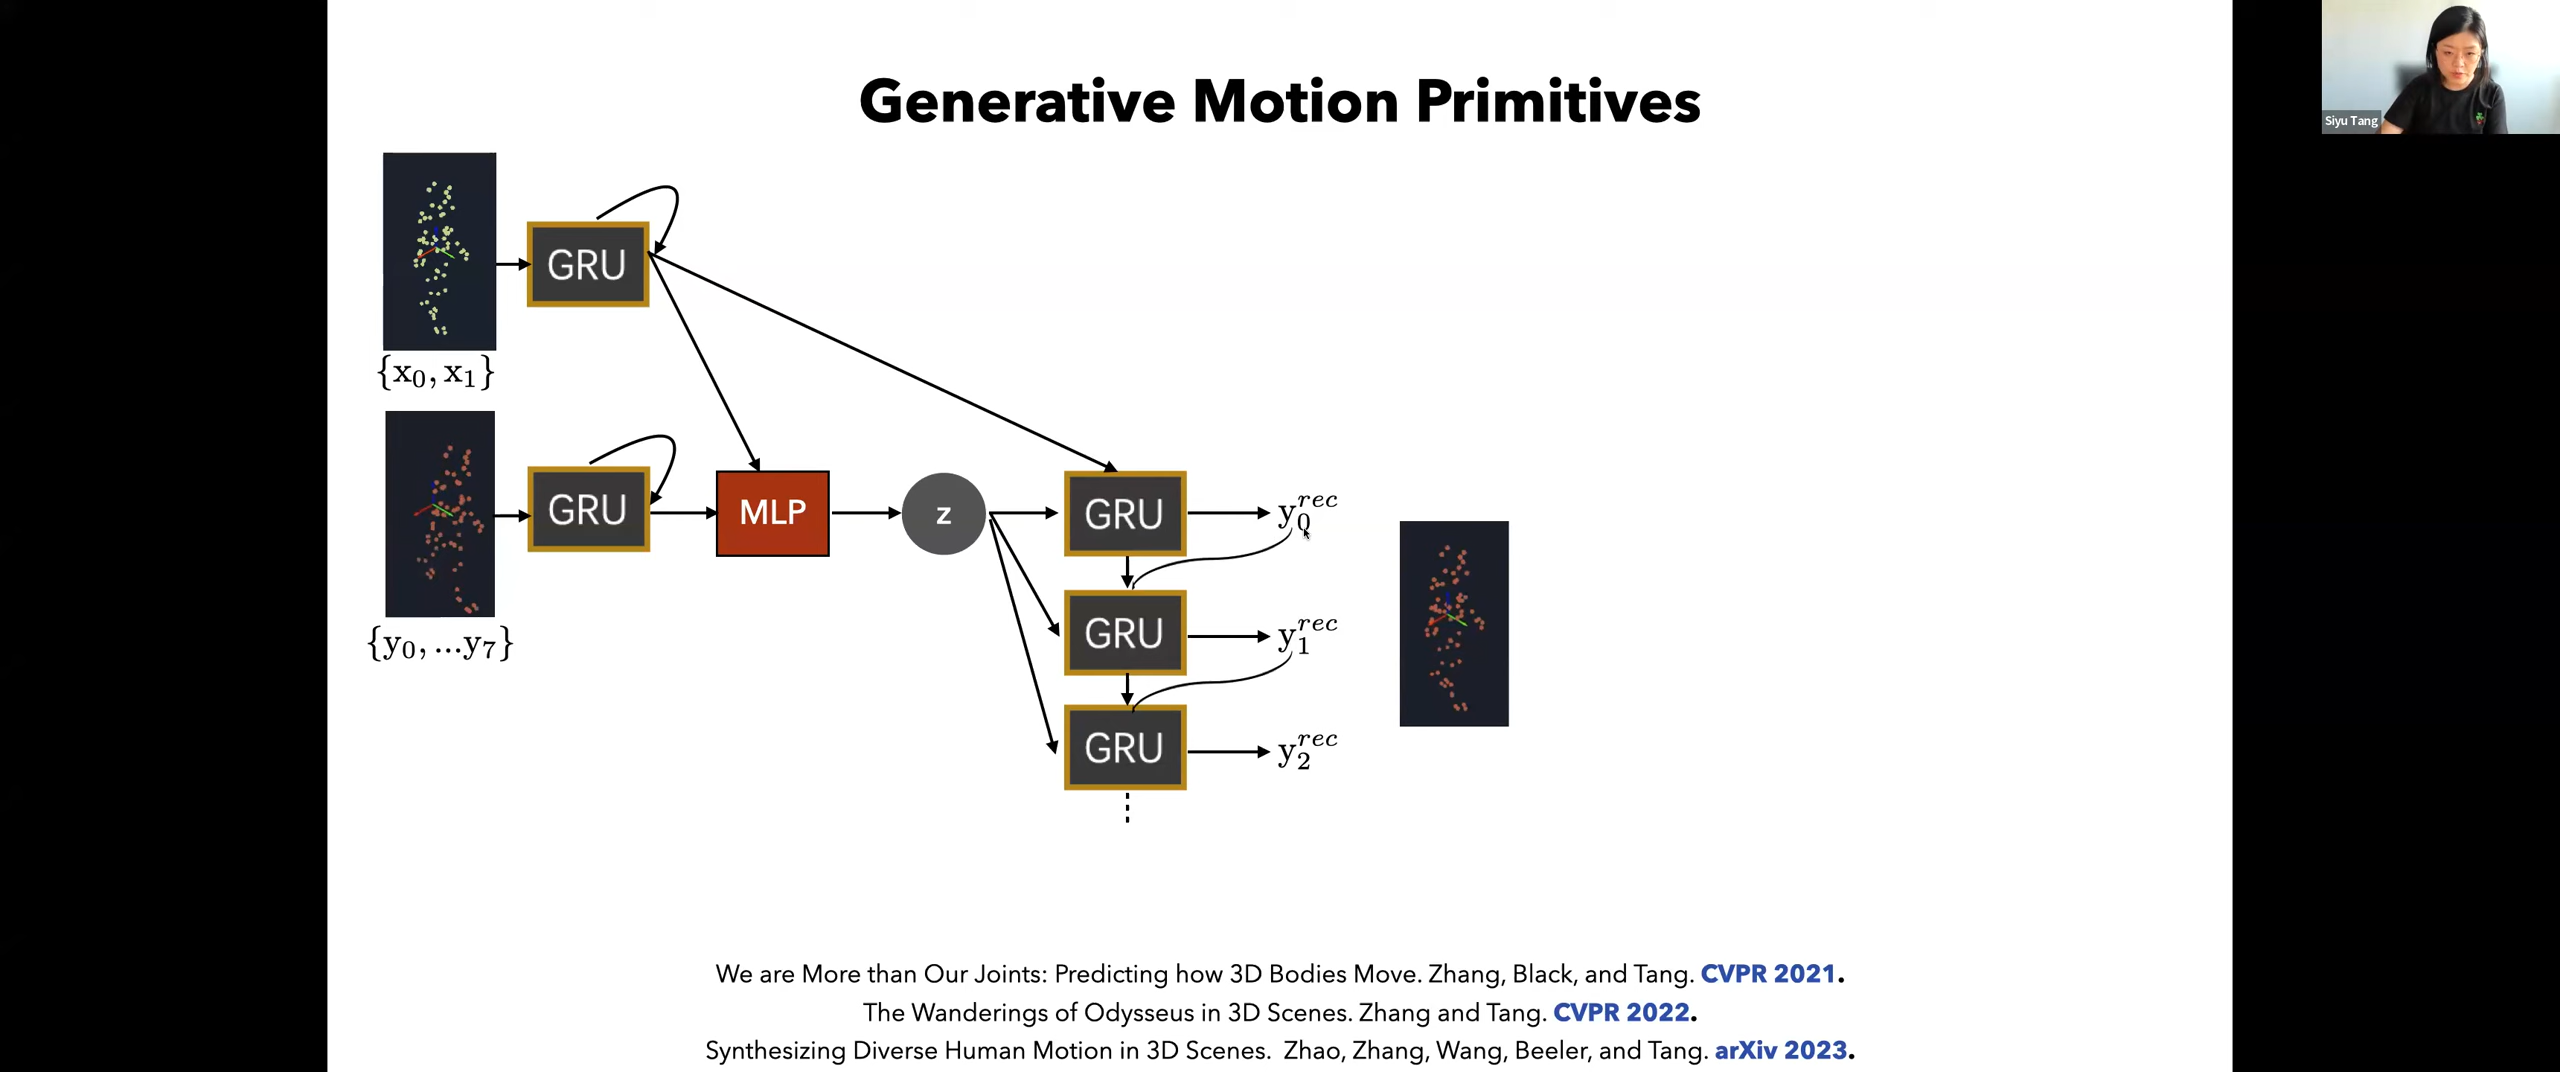 Generative Motion Primitives
Siyu Tang
GRU
{x₀, x₁}
GRU
MLP
z
GRU
y₀ʳᵉᶜ
GRU
y₁ʳᵉᶜ
{y₀, ...y₇}
GRU
y₂ʳᵉᶜ
We are More than Our Joints: Predicting how 3D Bodies Move. Zhang, Black, and Tang. CVPR 2021.
The Wanderings of Odysseus in 3D Scenes. Zhang and Tang. CVPR 2022.
Synthesizing Diverse Human Motion in 3D Scenes. Zhao, Zhang, Wang, Beeler, and Tang. arXiv 2023.